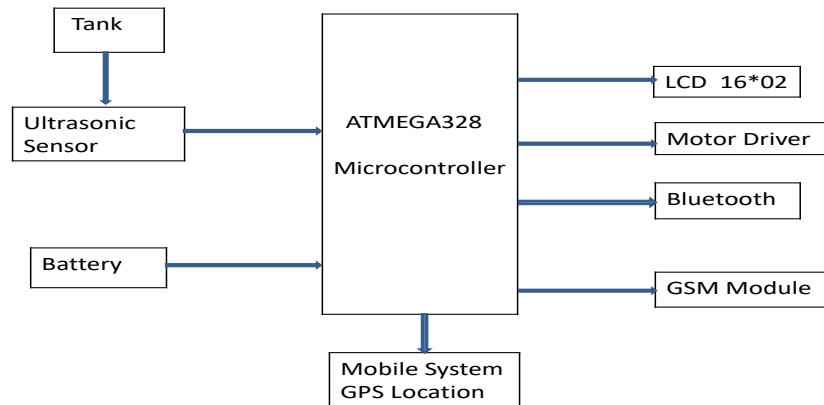 Tank
Ultrasonic
Sensor
Battery
ATMEGA328
Microcontroller
LCD 16*02
Motor Driver
Bluetooth
GSM Module
Mobile System
GPS Location